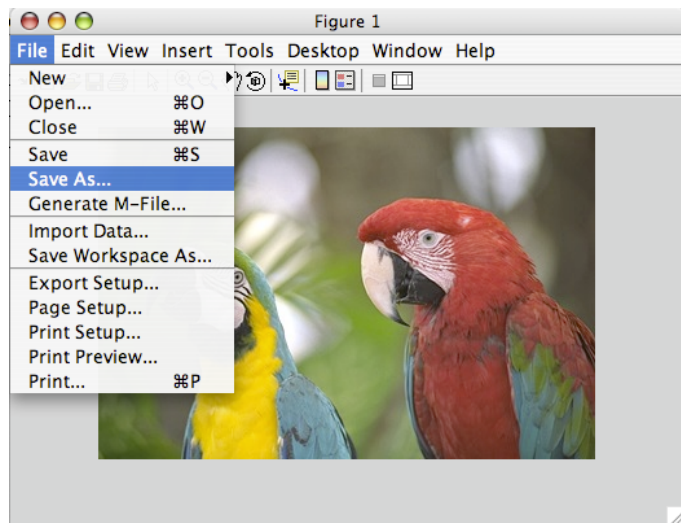 Figure 1
File Edit View Insert Tools Desktop Window Help
New
Open... ⌘O
Close ⌘W
Save ⌘S
Save As...
Generate M-File...
Import Data...
Save Workspace As...
Export Setup...
Page Setup...
Print Setup...
Print Preview...
Print... ⌘P